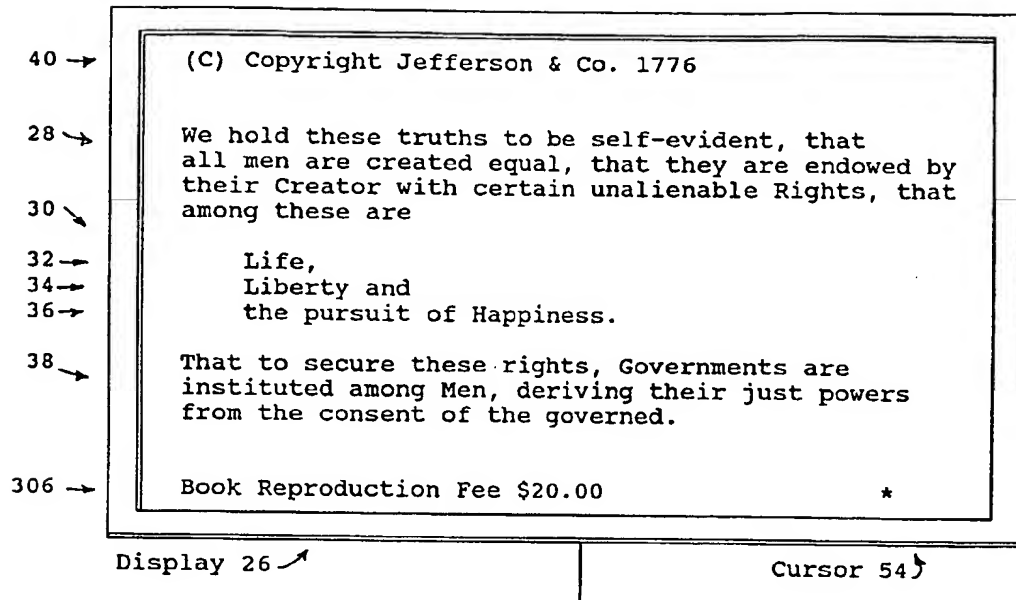 40 → (C) Copyright Jefferson & Co. 1776
28 → We hold these truths to be self-evident, that
all men are created equal, that they are endowed by
their Creator with certain unalienable Rights, that
30 → among these are
32 → Life,
34 → Liberty and
36 → the pursuit of Happiness.
38 → That to secure these rights, Governments are
instituted among Men, deriving their just powers
from the consent of the governed.
306 → Book Reproduction Fee $20.00 *
Display 26 Cursor 54